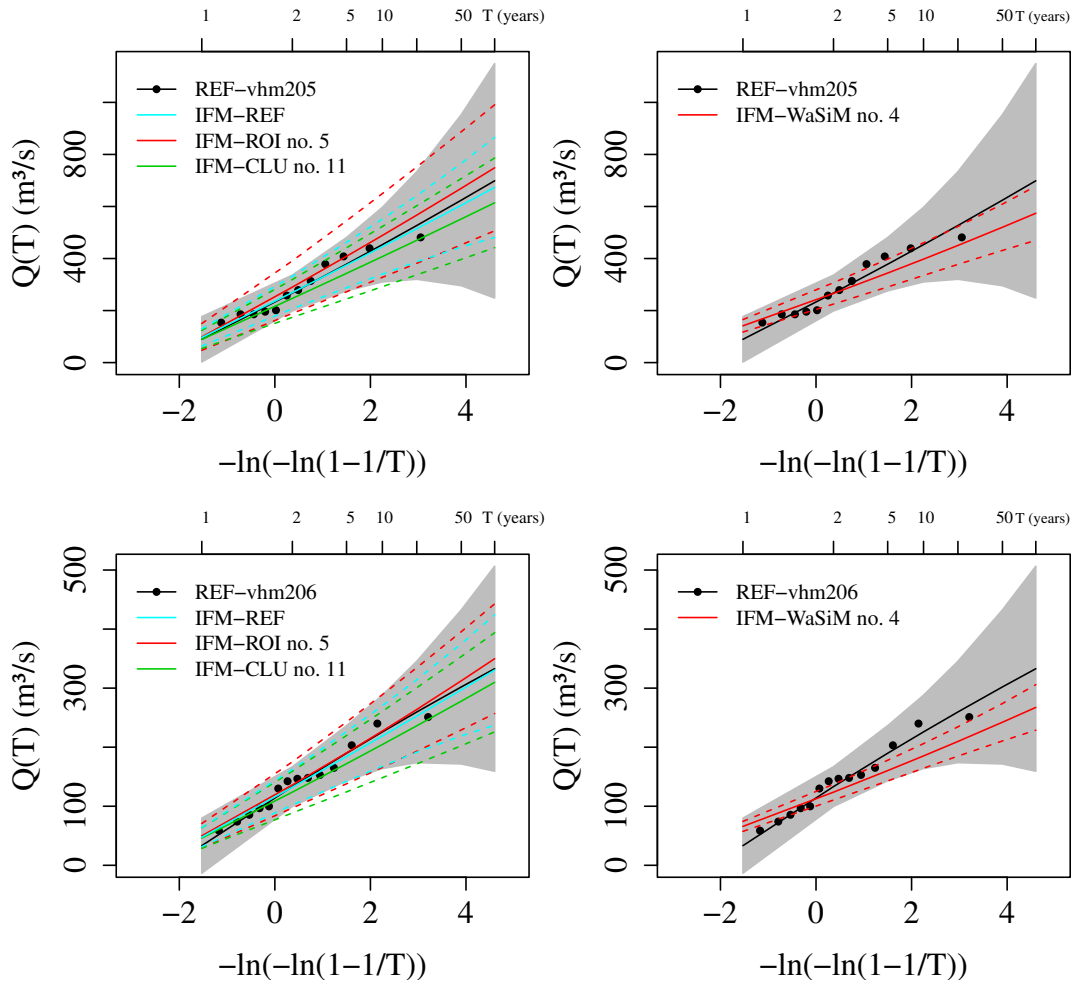 1 2 5 10 50 T (years)
REF−vhm205
IFM−REF
IFM−ROI no. 5
IFM−CLU no. 11
Q(T) (m³/s)
0 400 800
−2 0 2 4
−ln(−ln(1−1/T))
1 2 5 10 50 T (years)
REF−vhm205
IFM−WaSiM no. 4
Q(T) (m³/s)
0 400 800
−2 0 2 4
−ln(−ln(1−1/T))
1 2 5 10 50 T (years)
REF−vhm206
IFM−REF
IFM−ROI no. 5
IFM−CLU no. 11
Q(T) (m³/s)
0 100 300 500
−2 0 2 4
−ln(−ln(1−1/T))
1 2 5 10 50 T (years)
REF−vhm206
IFM−WaSiM no. 4
Q(T) (m³/s)
0 100 300 500
−2 0 2 4
−ln(−ln(1−1/T))